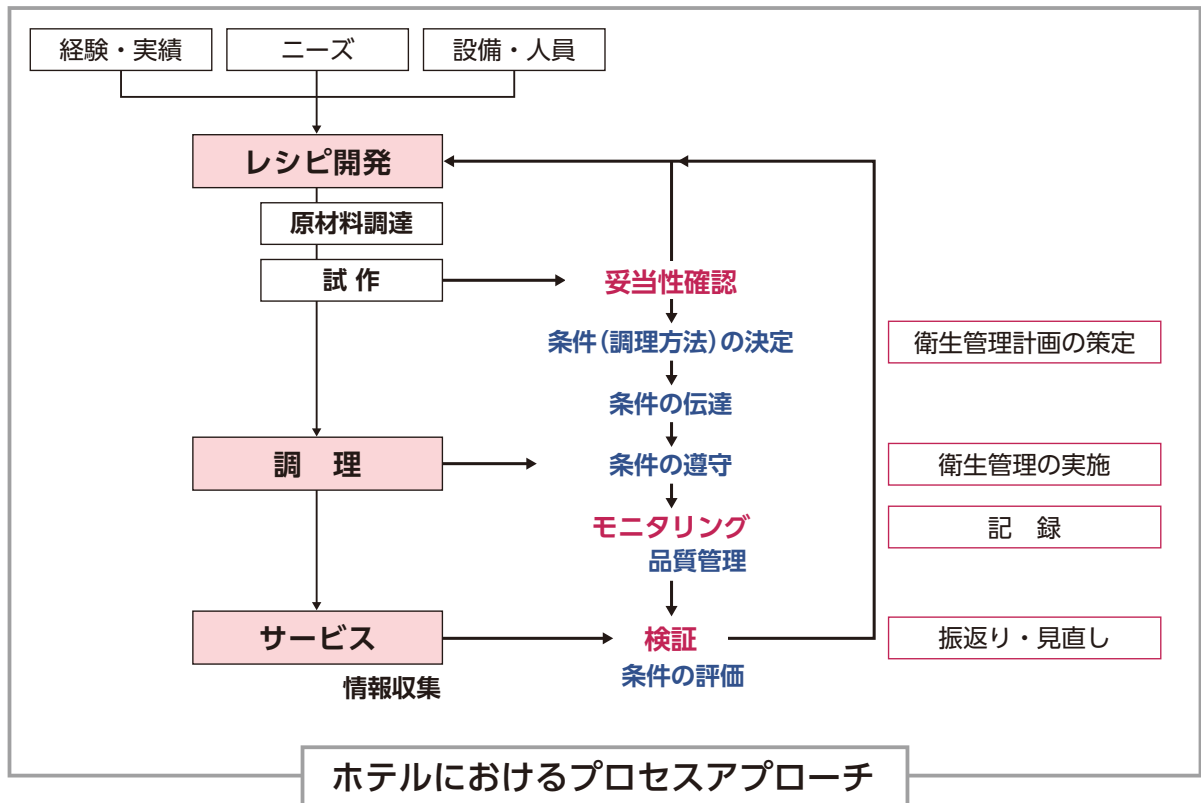 経験・実績
ニーズ
設備・人員
レシピ開発
原材料調達
試 作
妥当性確認
条件（調理方法）の決定
衛生管理計画の策定
条件の伝達
調　理
条件の遵守
衛生管理の実施
モニタリング
記　録
品質管理
サービス
検証
振返り・見直し
条件の評価
情報収集
ホテルにおけるプロセスアプローチ